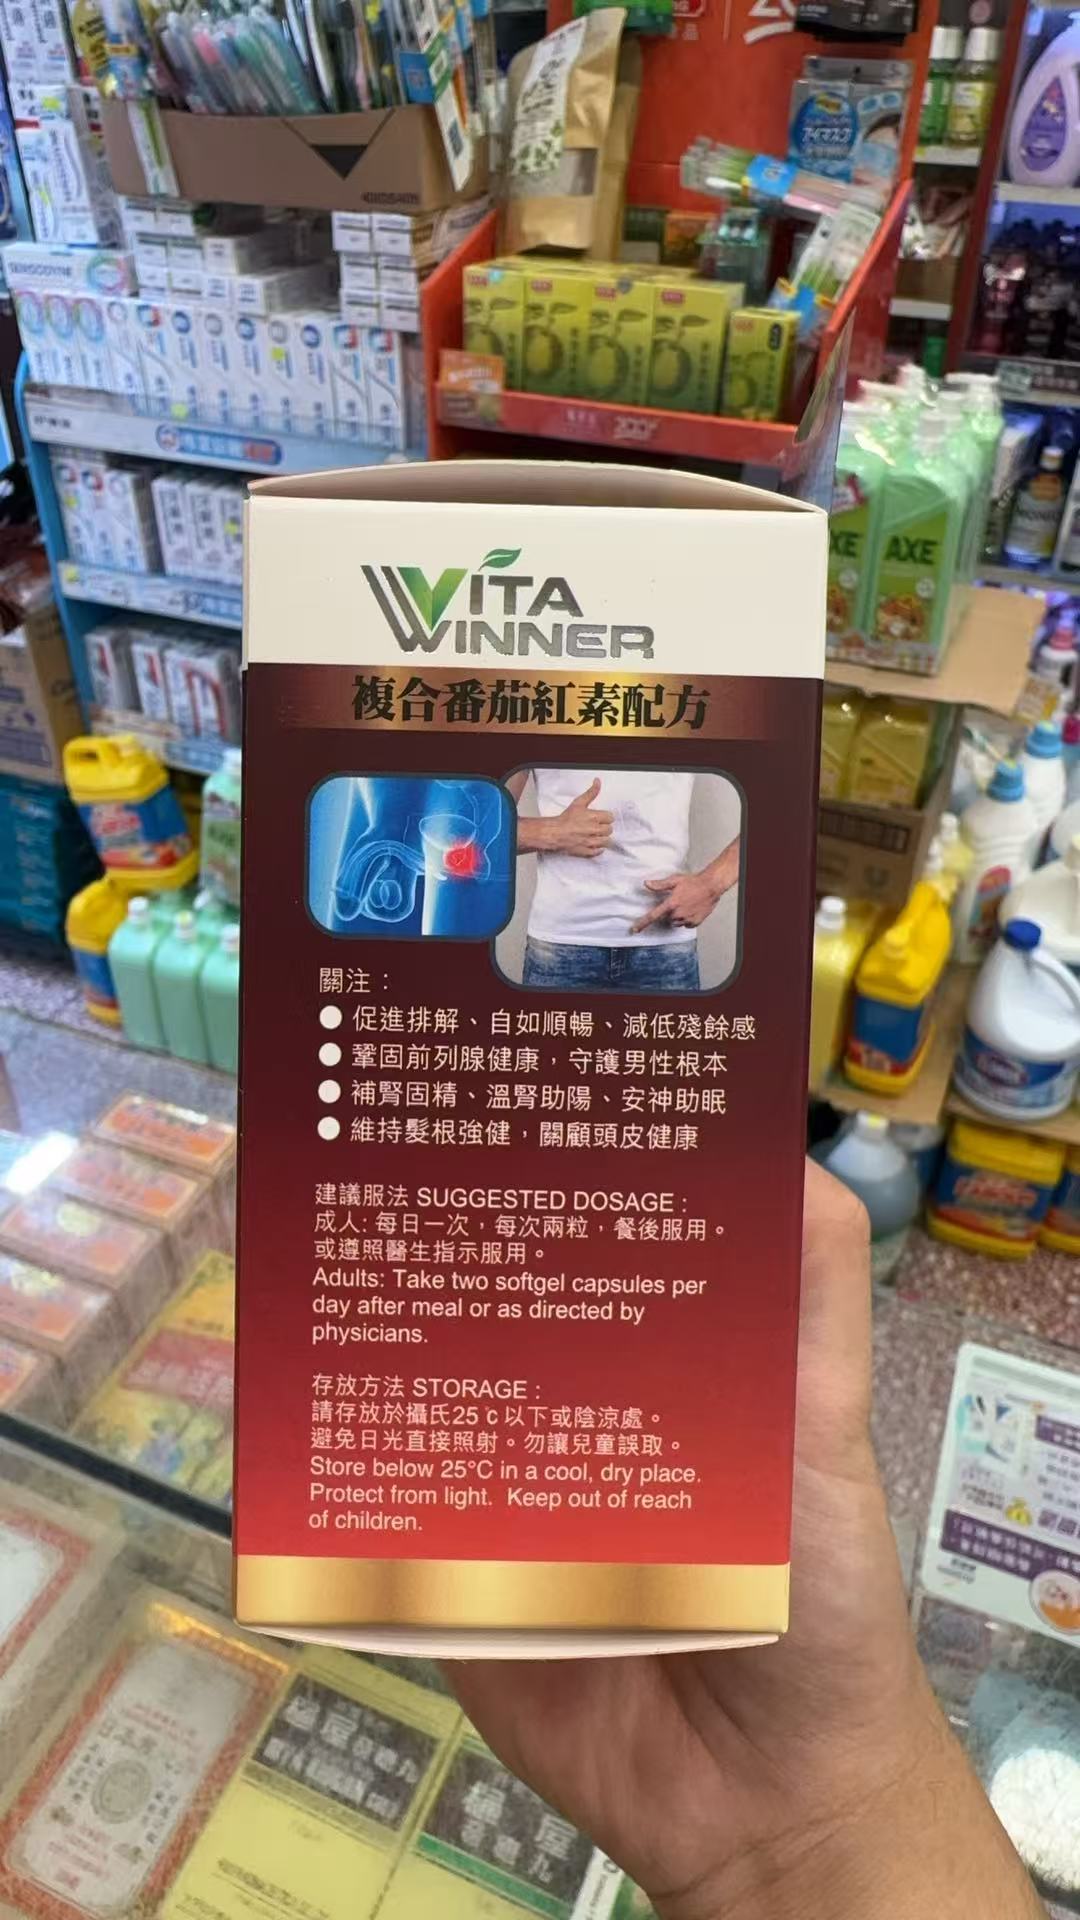 SENSODYNE
アイマスク
AXE
AXE
VITA
WINNER
複合番茄紅素配方
關注：
● 促進排解、自如順暢、減低殘餘感
● 鞏固前列腺健康，守護男性根本
● 補腎固精、溫腎助陽、安神助眠
● 維持髮根強健，關顧頭皮健康
建議服法 SUGGESTED DOSAGE :
成人: 每日一次，每次兩粒，餐後服用。
或遵照醫生指示服用。
Adults: Take two softgel capsules per
day after meal or as directed by
physicians.
存放方法 STORAGE :
請存放於攝氏25℃以下或陰涼處。
避免日光直接照射。勿讓兒童誤取。
Store below 25°C in a cool, dry place.
Protect from light. Keep out of reach
of children.